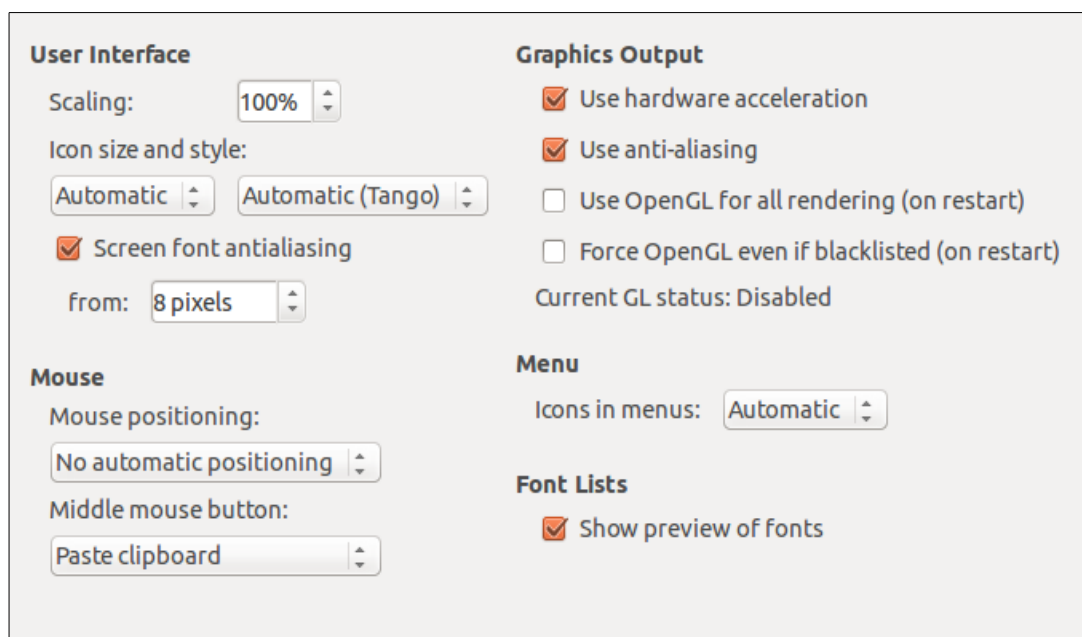 User Interface
Scaling: 100%
Icon size and style:
Automatic Automatic (Tango)
Screen font antialiasing
from: 8 pixels
Mouse
Mouse positioning:
No automatic positioning
Middle mouse button:
Paste clipboard
Graphics Output
Use hardware acceleration
Use anti-aliasing
Use OpenGL for all rendering (on restart)
Force OpenGL even if blacklisted (on restart)
Current GL status: Disabled
Menu
Icons in menus: Automatic
Font Lists
Show preview of fonts